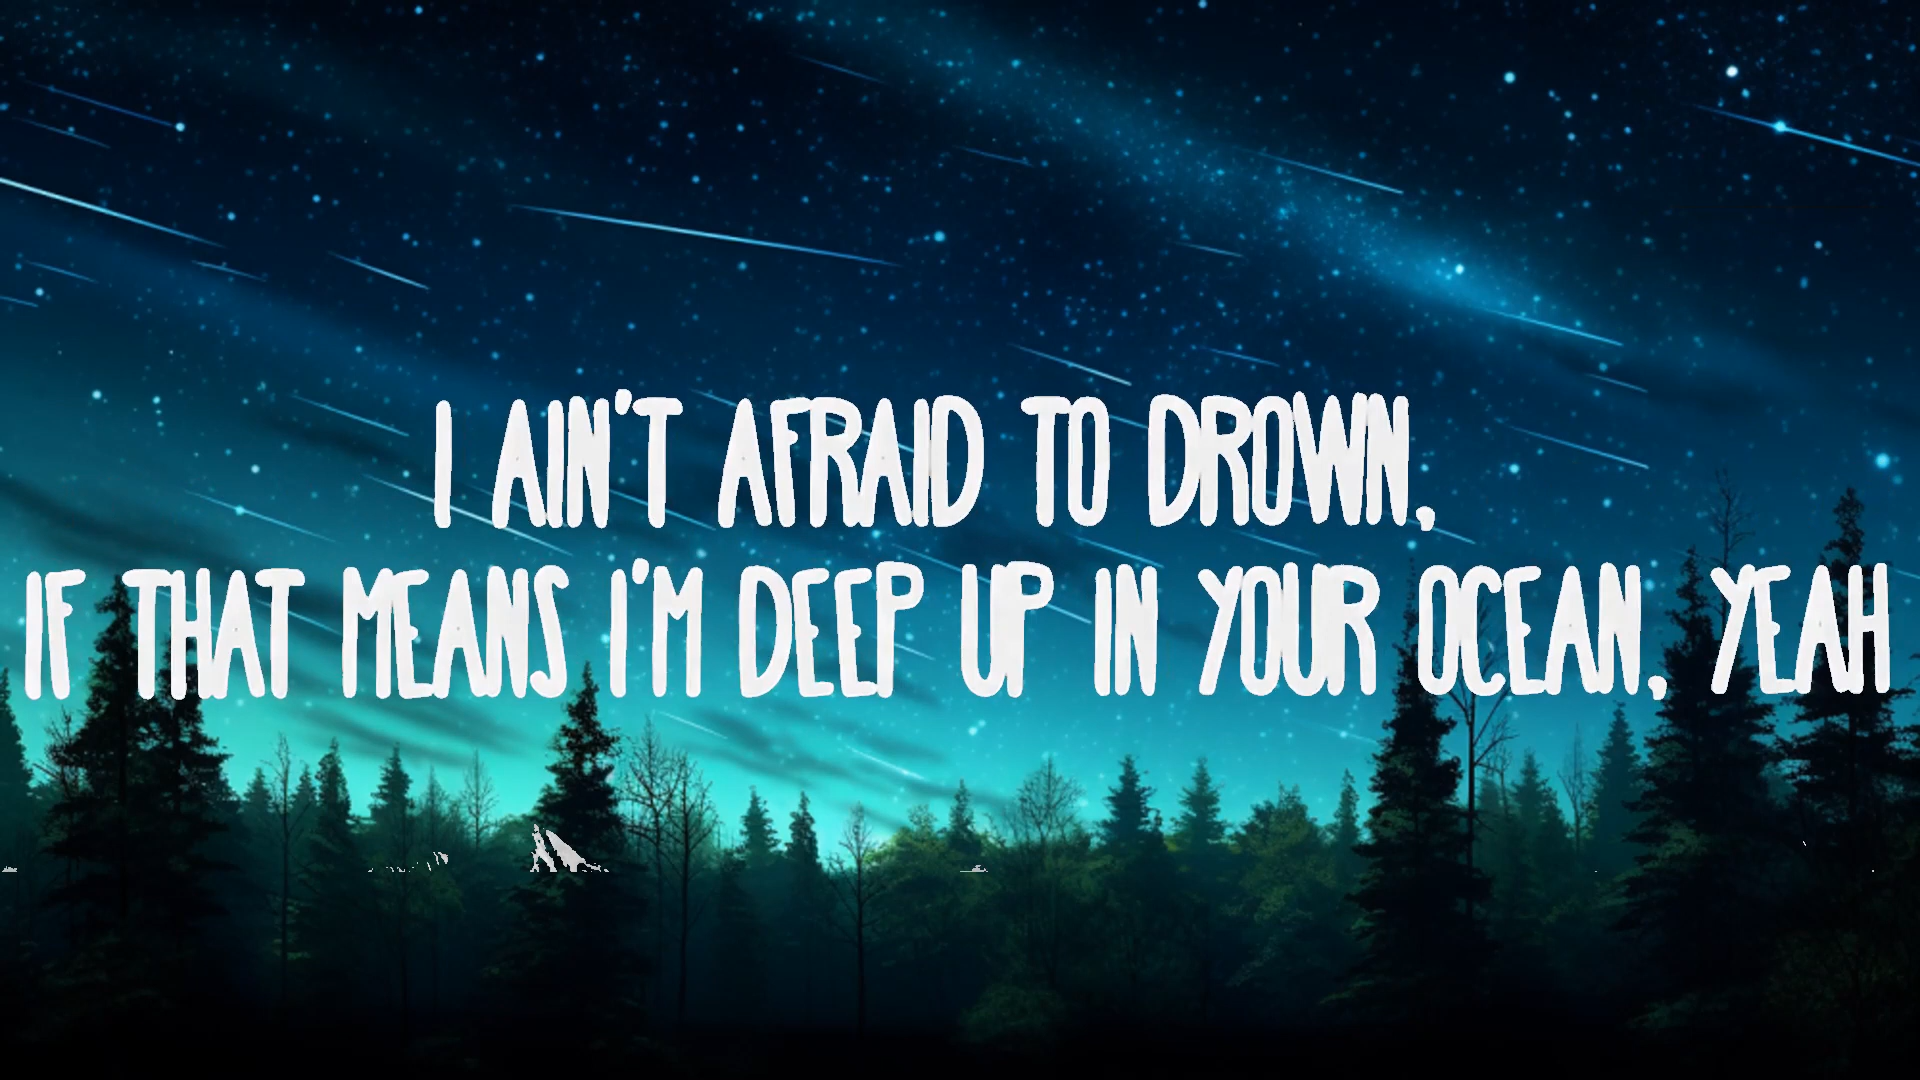 I AIN'T AFRAID TO DROWN,
IF THAT MEANS I'M DEEP UP IN YOUR OCEAN, YEAH